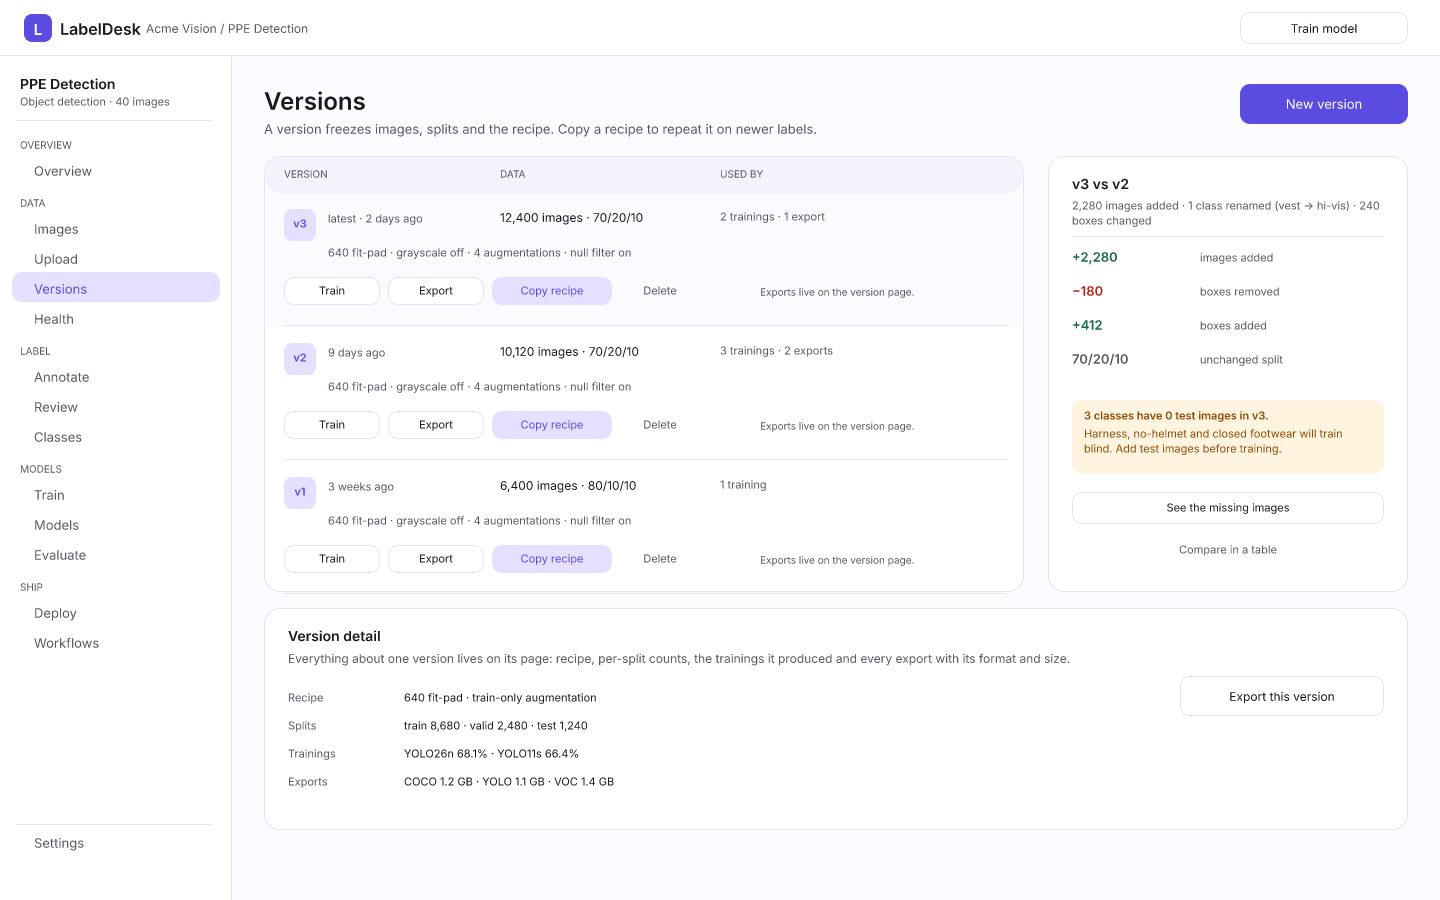 L LabelDesk Acme Vision / PPE Detection
Train model
PPE Detection
Object detection · 40 images
OVERVIEW
Overview
DATA
Images
Upload
Versions
Health
LABEL
Annotate
Review
Classes
MODELS
Train
Models
Evaluate
SHIP
Deploy
Workflows
Settings
Versions
A version freezes images, splits and the recipe. Copy a recipe to repeat it on newer labels.
New version
VERSION DATA USED BY
v3 latest · 2 days ago 12,400 images · 70/20/10 2 trainings · 1 export
640 fit-pad · grayscale off · 4 augmentations · null filter on
Train Export Copy recipe Delete Exports live on the version page.
v2 9 days ago 10,120 images · 70/20/10 3 trainings · 2 exports
640 fit-pad · grayscale off · 4 augmentations · null filter on
Train Export Copy recipe Delete Exports live on the version page.
v1 3 weeks ago 6,400 images · 80/10/10 1 training
640 fit-pad · grayscale off · 4 augmentations · null filter on
Train Export Copy recipe Delete Exports live on the version page.
v3 vs v2
2,280 images added · 1 class renamed (vest → hi-vis) · 240
boxes changed
+2,280 images added
−180 boxes removed
+412 boxes added
70/20/10 unchanged split
3 classes have 0 test images in v3.
Harness, no-helmet and closed footwear will train
blind. Add test images before training.
See the missing images
Compare in a table
Version detail
Everything about one version lives on its page: recipe, per-split counts, the trainings it produced and every export with its format and size.
Recipe 640 fit-pad · train-only augmentation
Splits train 8,680 · valid 2,480 · test 1,240
Trainings YOLO26n 68.1% · YOLO11s 66.4%
Exports COCO 1.2 GB · YOLO 1.1 GB · VOC 1.4 GB
Export this version